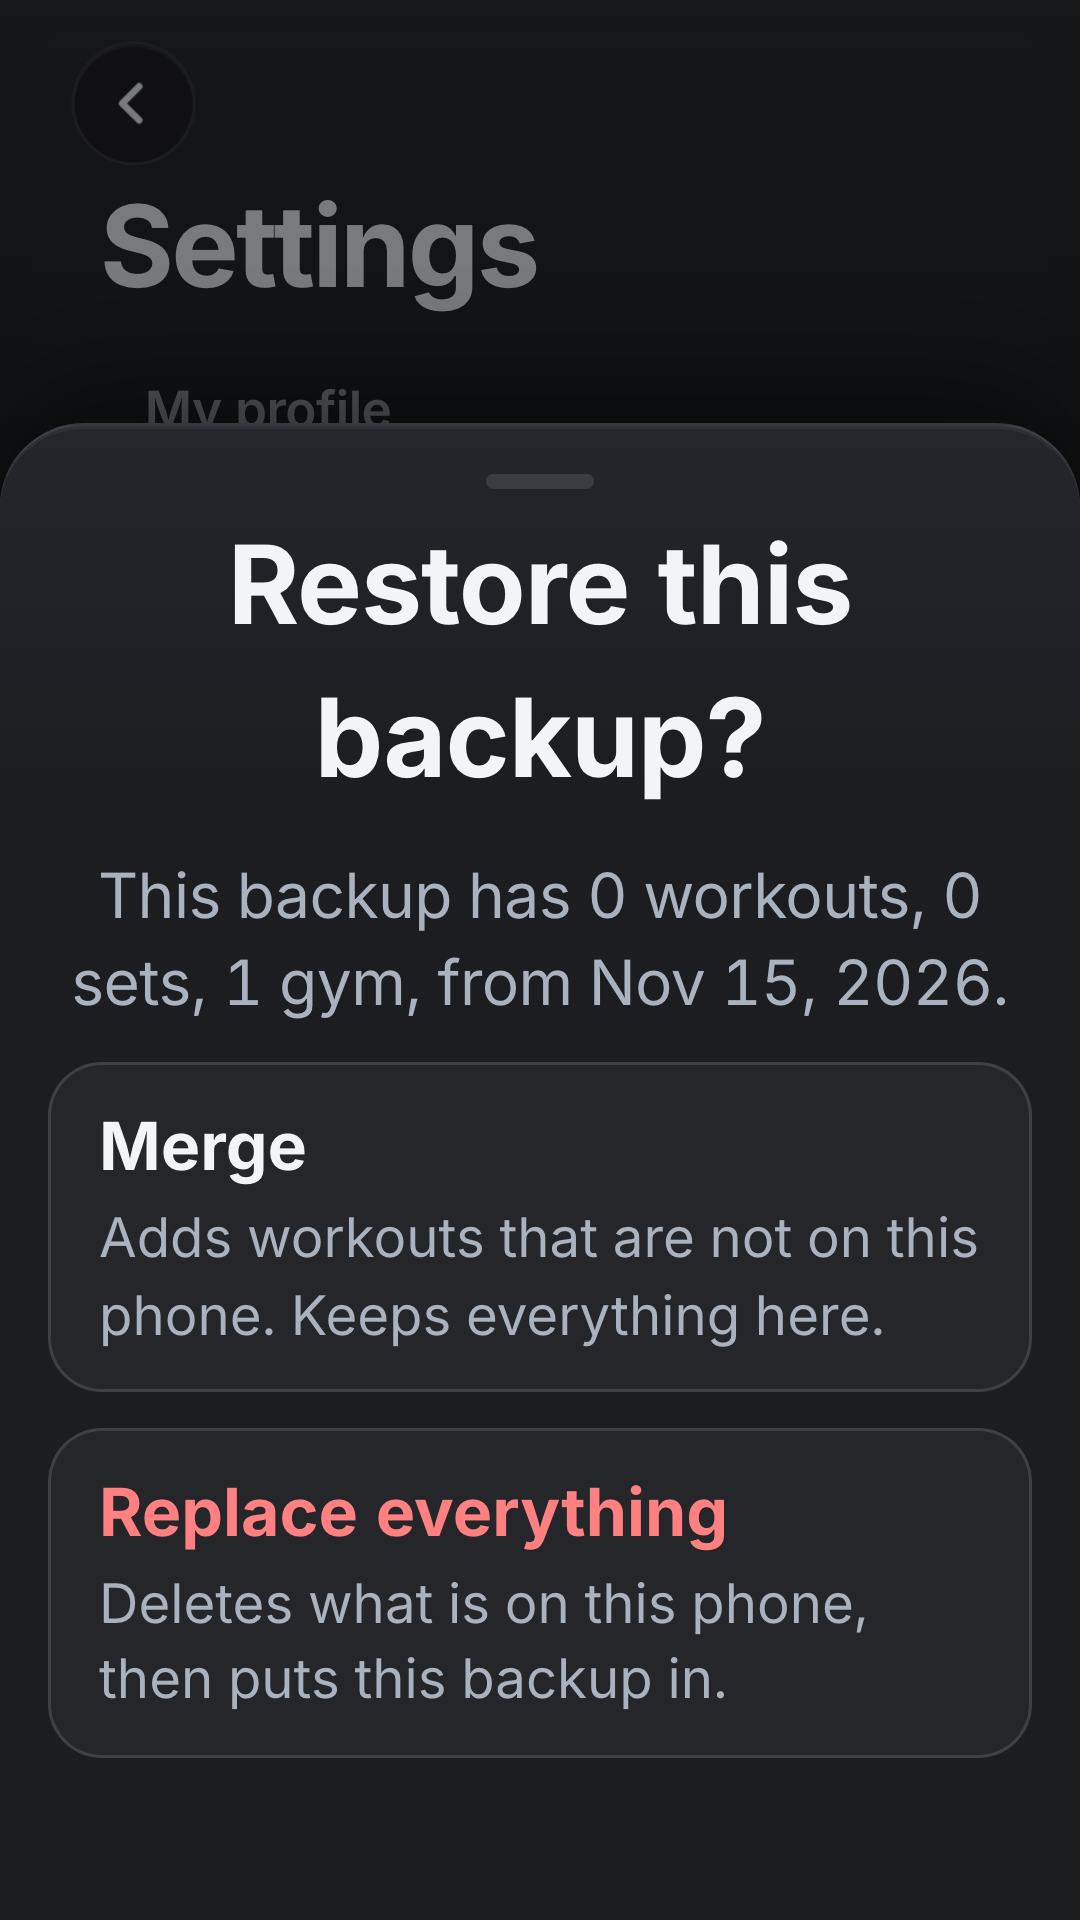 Settings
My profile
Restore this
backup?
This backup has 0 workouts, 0
sets, 1 gym, from Nov 15, 2026.
Merge
Adds workouts that are not on this
phone. Keeps everything here.
Replace everything
Deletes what is on this phone,
then puts this backup in.